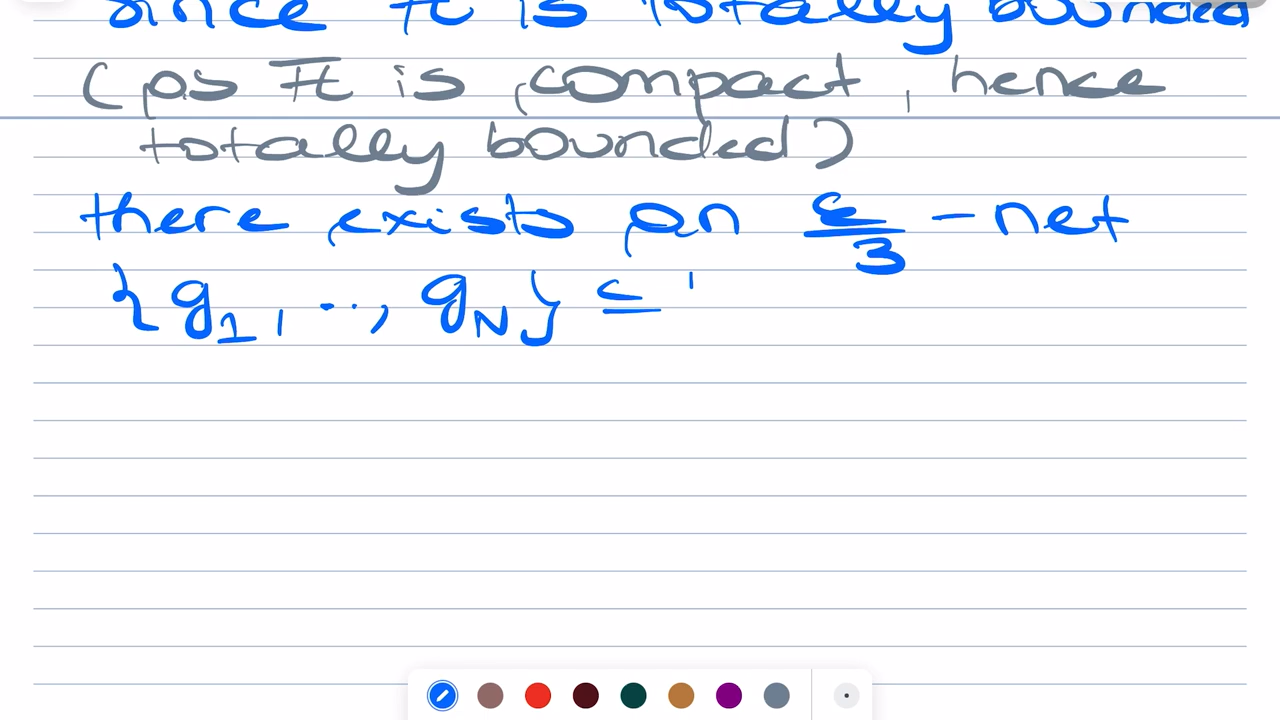 since ℱ is totally bounded
(as ℱ̅ is compact, hence
totally bounded)
there exists an ε/3 -net
{g₁, ..., g_N} ⊆